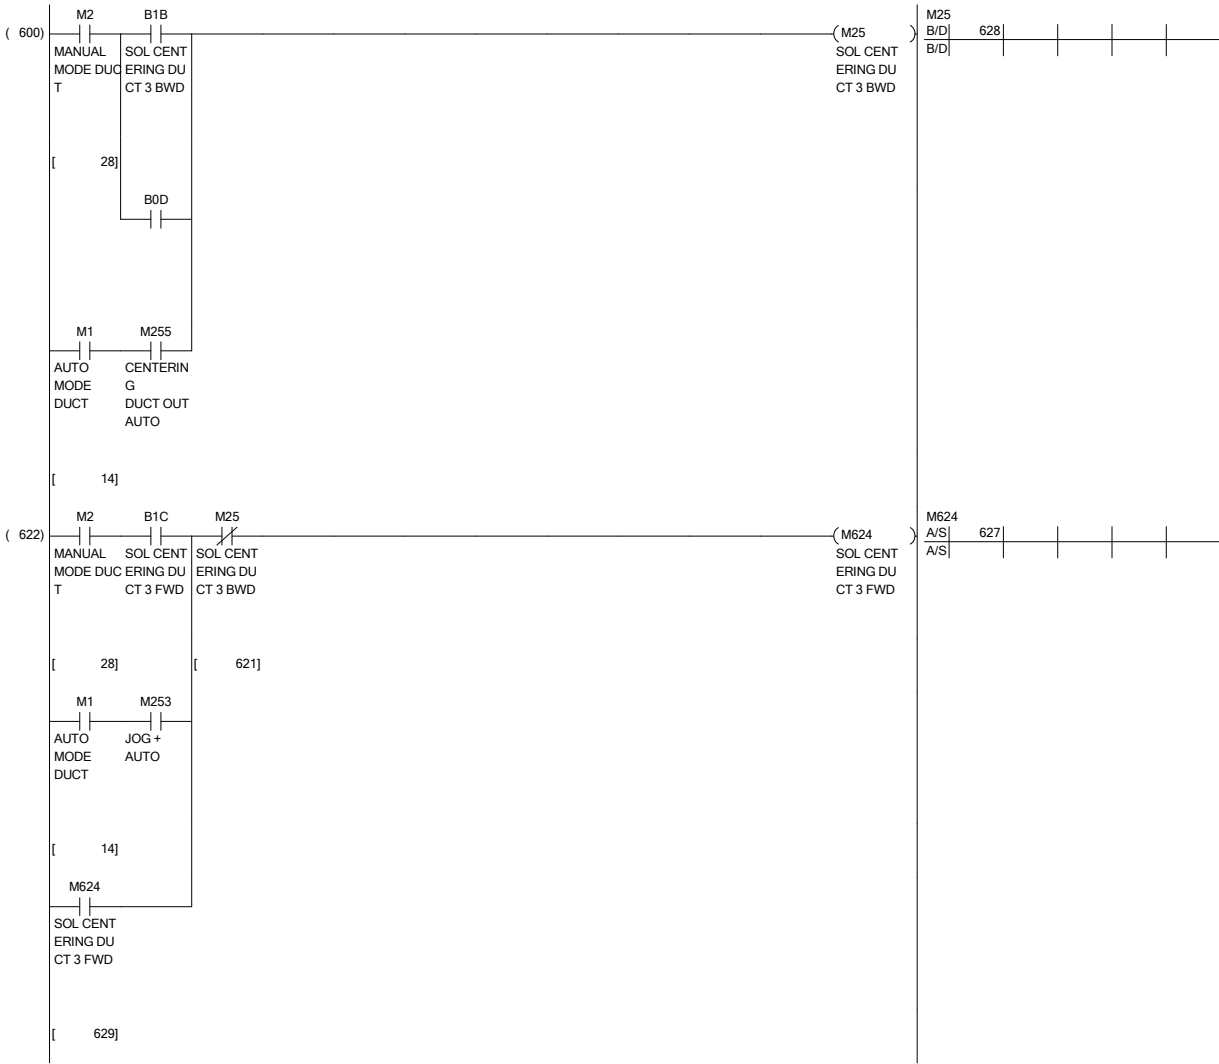 M2 B1B M25
( 600) (M25 ) B/D 628
MANUAL SOL CENT SOL CENT B/D
MODE DUC ERING DU ERING DU
T CT 3 BWD CT 3 BWD
[ 28]
B0D
M1 M255
AUTO CENTERIN
MODE G
DUCT DUCT OUT
AUTO
[ 14]
M2 B1C M25 M624
( 622) (M624 ) A/S 627
MANUAL SOL CENT SOL CENT SOL CENT A/S
MODE DUC ERING DU ERING DU ERING DU
T CT 3 FWD CT 3 BWD CT 3 FWD
[ 28] [ 621]
M1 M253
AUTO JOG +
MODE AUTO
DUCT
[ 14]
M624
SOL CENT
ERING DU
CT 3 FWD
[ 629]